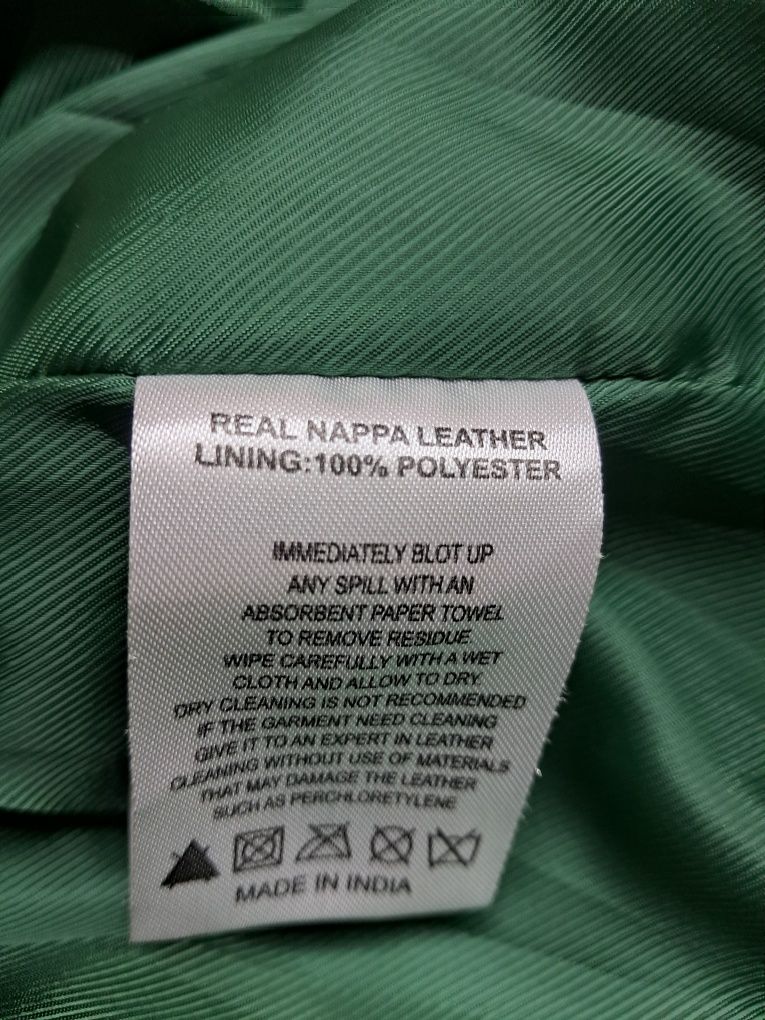 REAL NAPPA LEATHER
LINING:100% POLYESTER
IMMEDIATELY BLOT UP
ANY SPILL WITH AN
ABSORBENT PAPER TOWEL
TO REMOVE RESIDUE
WIPE CAREFULLY WITH A WET
CLOTH AND ALLOW TO DRY
DRY CLEANING IS NOT RECOMMENDED
IF THE GARMENT NEED CLEANING
GIVE IT TO AN EXPERT IN LEATHER
CLEANING WITHOUT USE OF MATERIALS
THAT MAY DAMAGE THE LEATHER
SUCH AS PERCHLORETYLENE
MADE IN INDIA